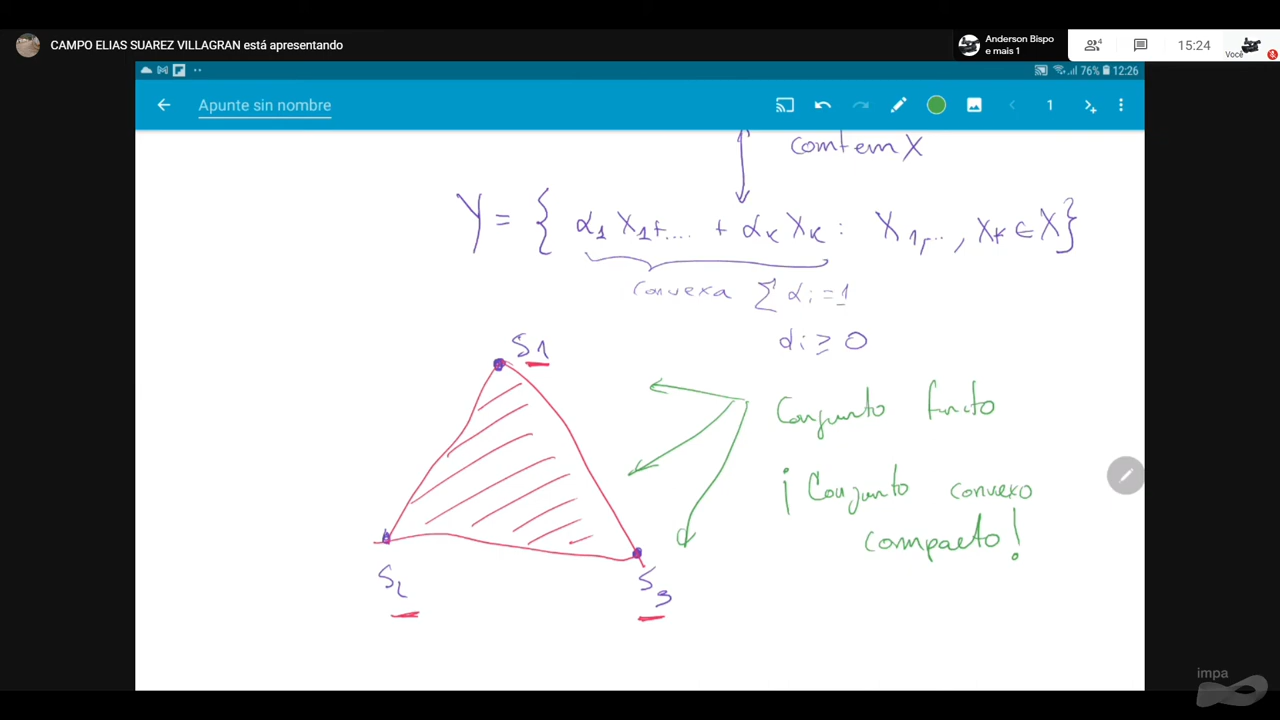 CAMPO ELIAS SUAREZ VILLAGRAN está apresentando
Anderson Bispo
e mais 1
4
15:24
Você
76% 12:26
Apunte sin nombre
1
comtem X
Y = { α1 X1 + .... + αk Xk : X1, ... , Xk ∈ X }
convexa Σ αi = 1
αi ≥ 0
S1
Conjunto finito
¡ Conjunto convexo
compacto !
S2
S3
impa